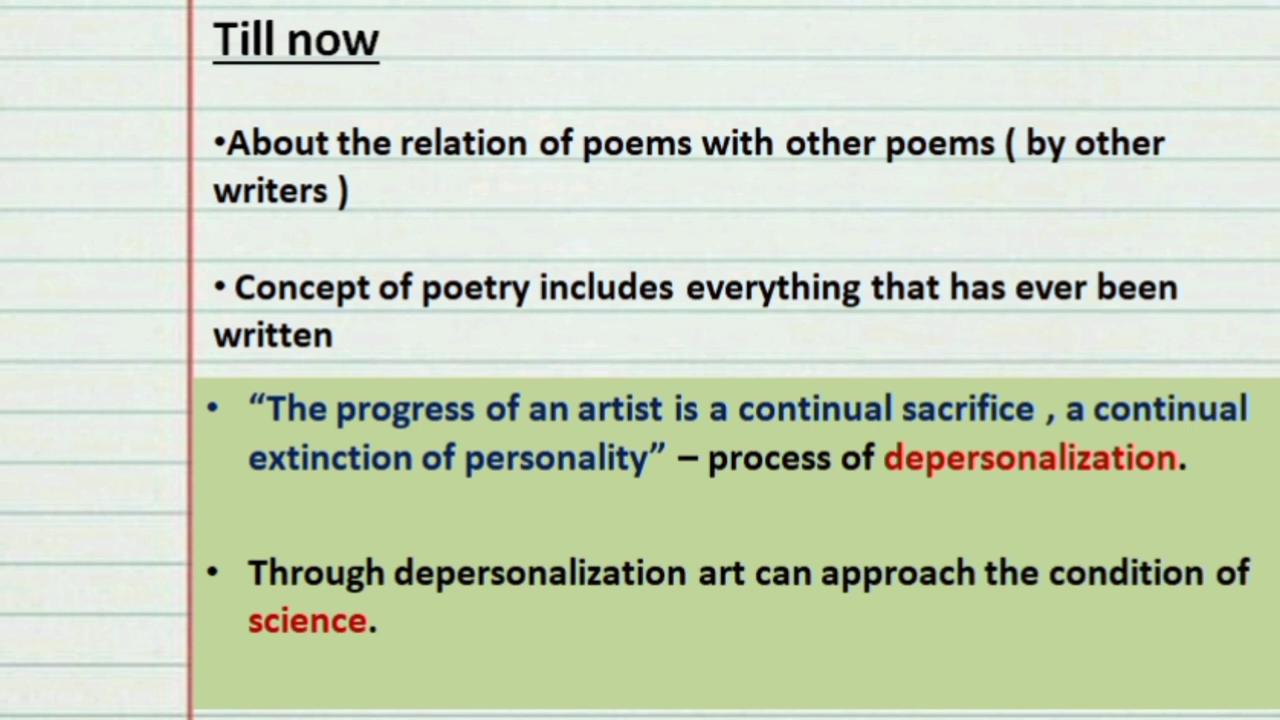 Till now
•About the relation of poems with other poems ( by other
writers )
• Concept of poetry includes everything that has ever been
written
• “The progress of an artist is a continual sacrifice , a continual
extinction of personality” – process of depersonalization.
• Through depersonalization art can approach the condition of
science.